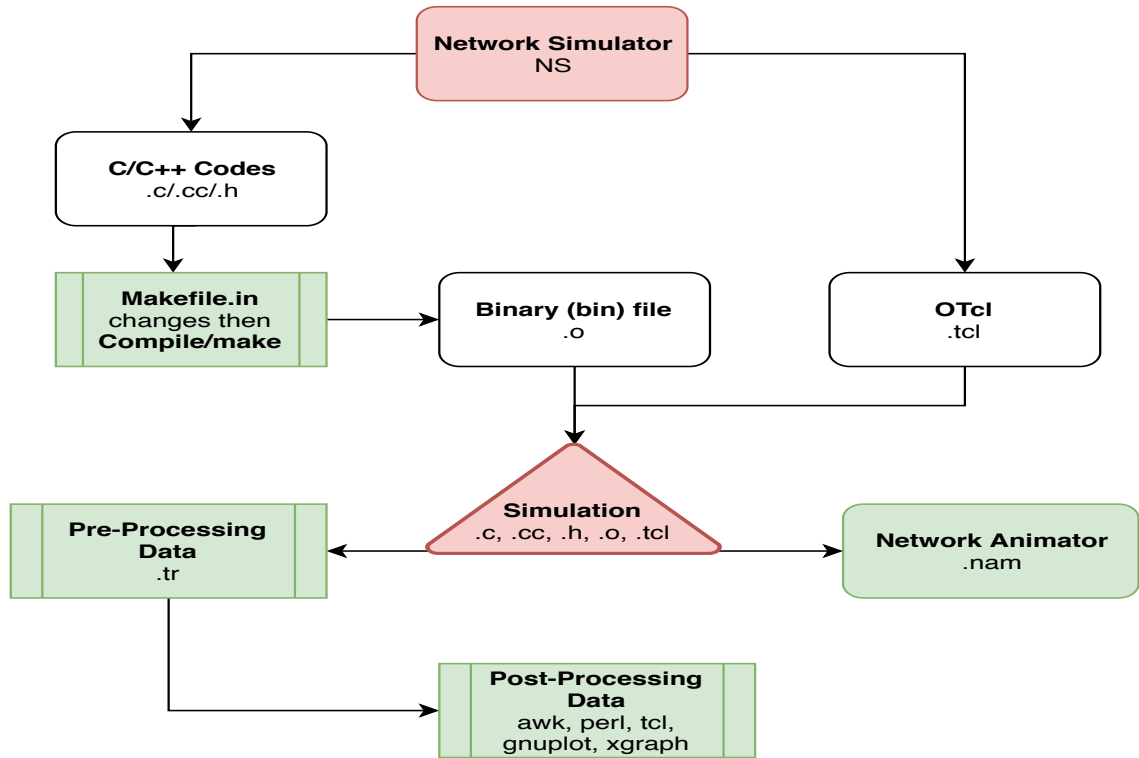 Network Simulator
NS
C/C++ Codes
.c/.cc/.h
Makefile.in
changes then
Compile/make
Binary (bin) file
.o
OTcl
.tcl
Simulation
.c, .cc, .h, .o, .tcl
Pre-Processing
Data
.tr
Network Animator
.nam
Post-Processing
Data
awk, perl, tcl,
gnuplot, xgraph